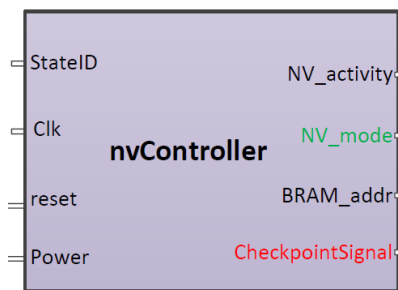 StateID
Clk
reset
Power
nvController
NV_activity
NV_mode
BRAM_addr
CheckpointSignal